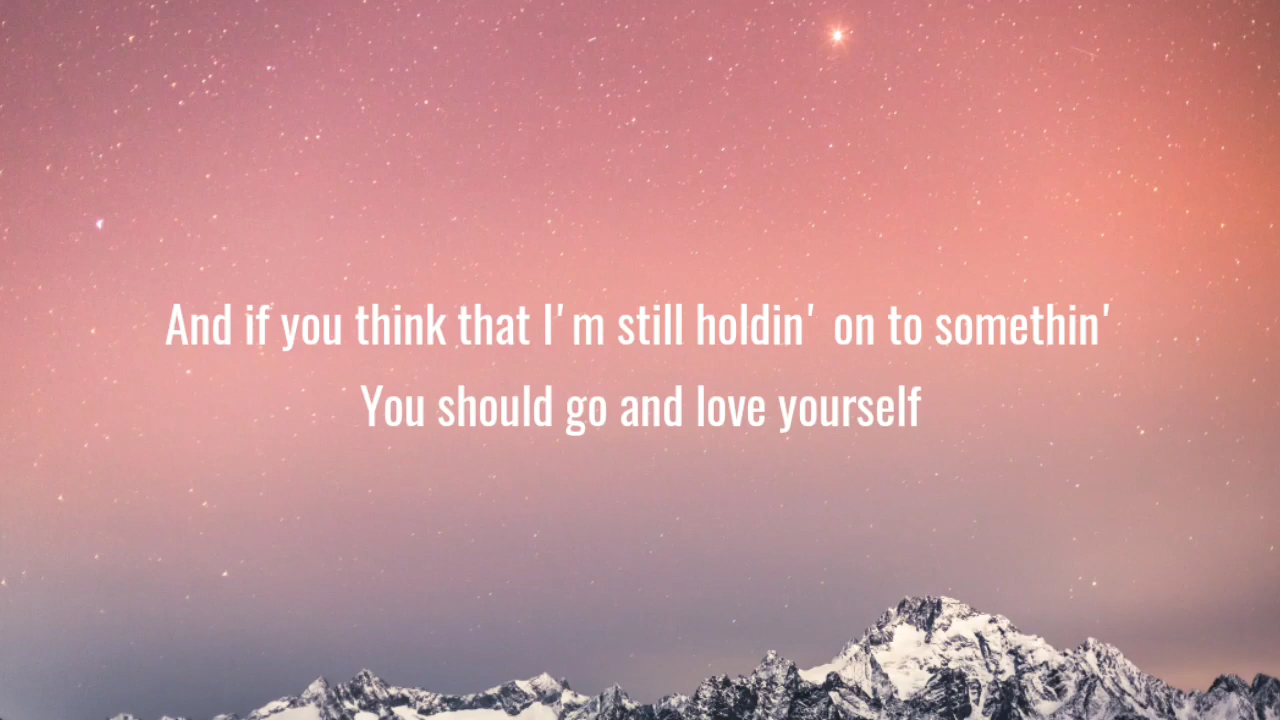 And if you think that I'm still holdin' on to somethin'
You should go and love yourself